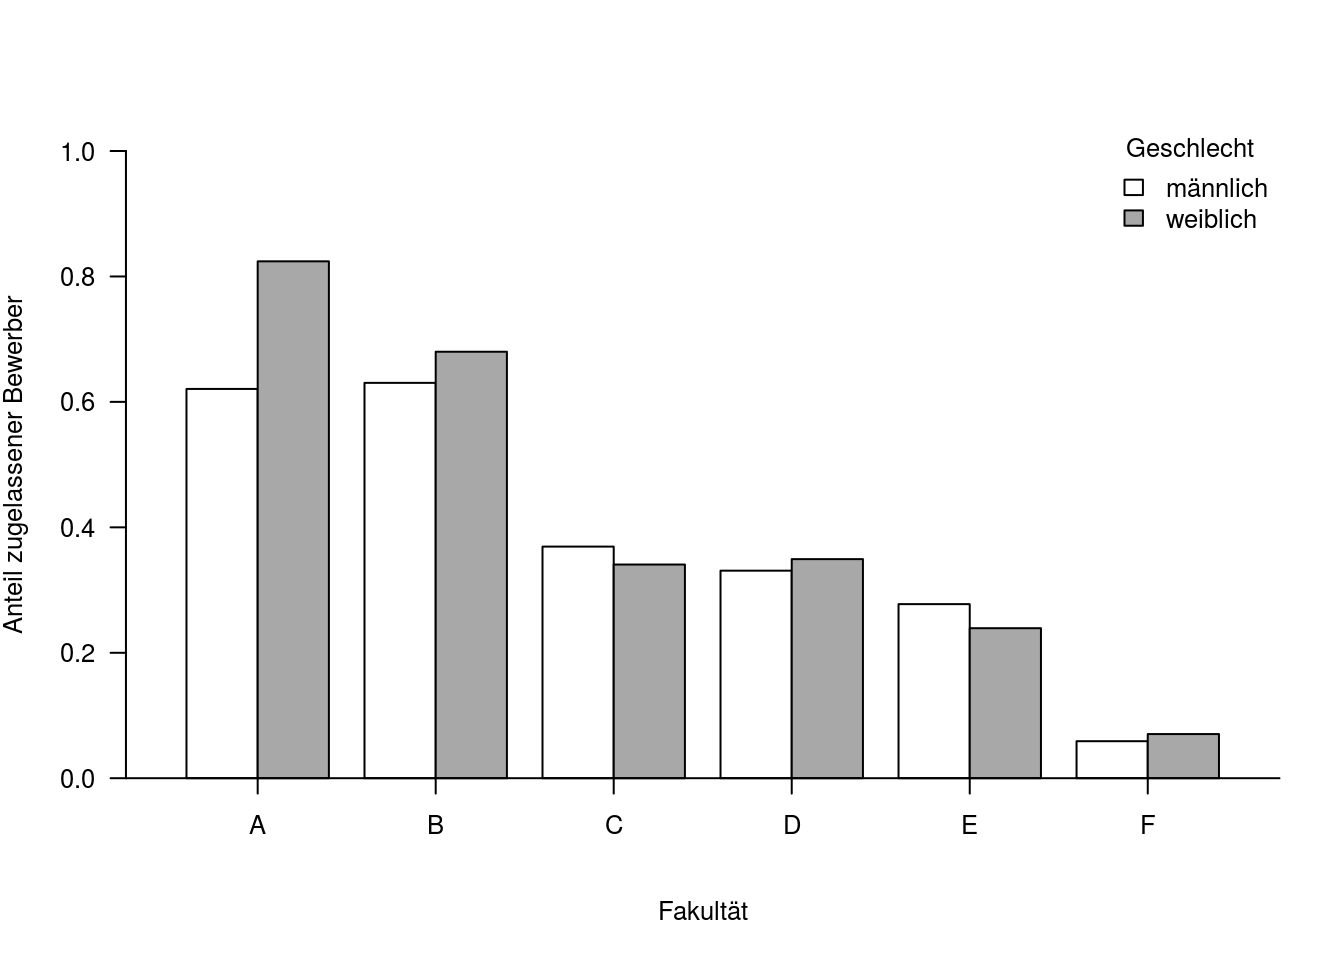 Geschlecht
männlich
weiblich
Anteil zugelassener Bewerber
1.0
0.8
0.6
0.4
0.2
0.0
A B C D E F
Fakultät